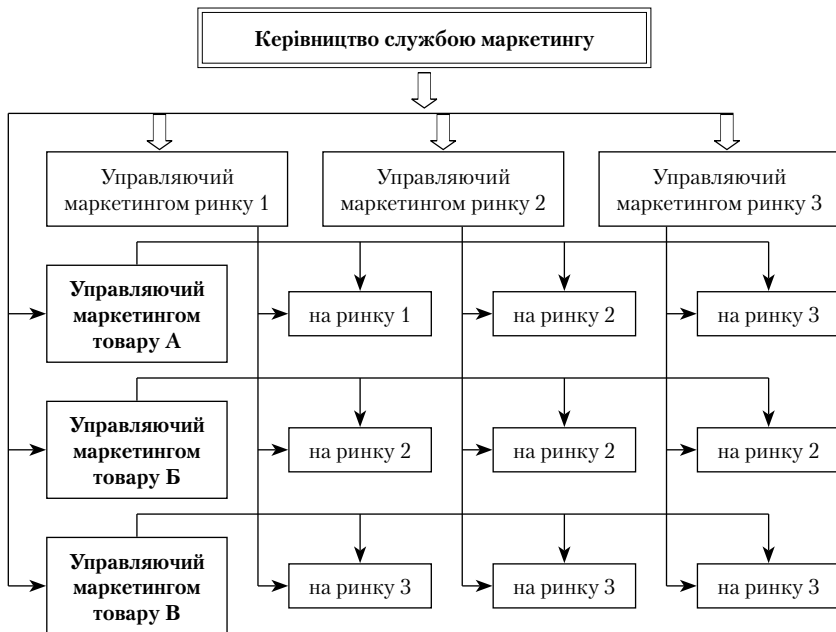 Керівництво службою маркетингу
Управляючий
маркетингом ринку 1
Управляючий
маркетингом ринку 2
Управляючий
маркетингом ринку 3
Управляючий
маркетингом
товару А
на ринку 1
на ринку 2
на ринку 3
Управляючий
маркетингом
товару Б
на ринку 2
на ринку 2
на ринку 2
Управляючий
маркетингом
товару В
на ринку 3
на ринку 3
на ринку 3